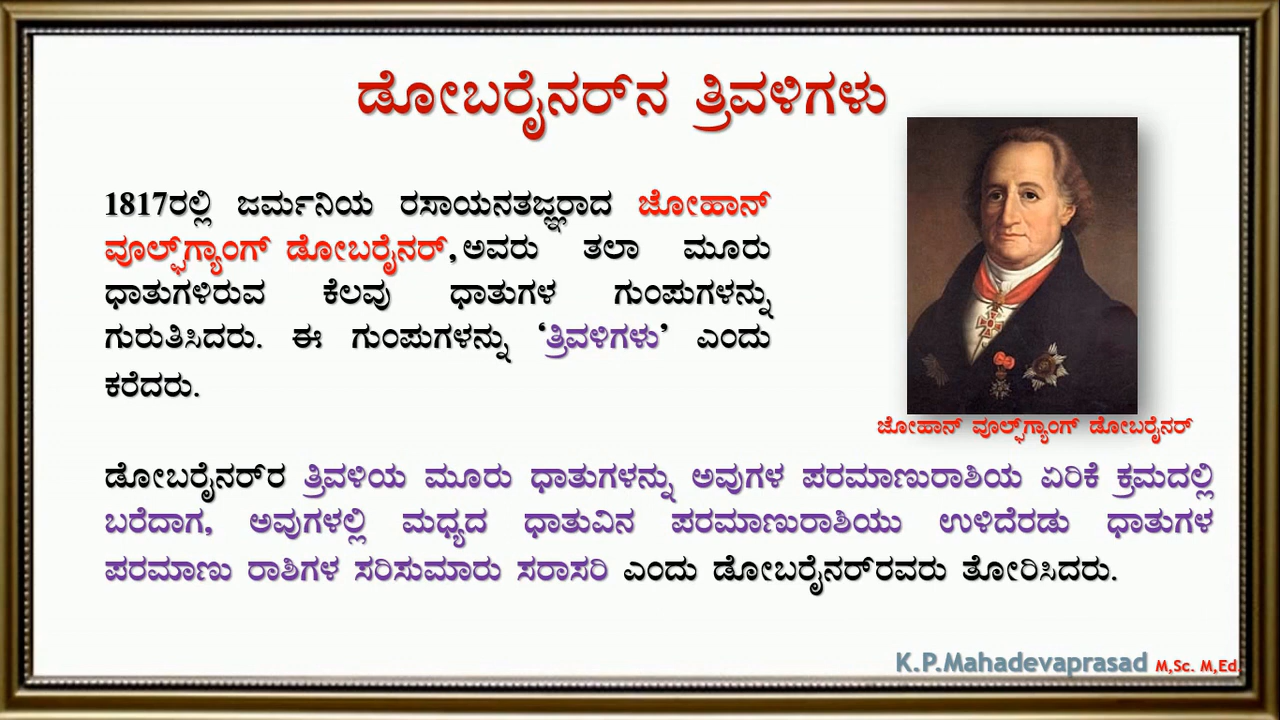 ಡೋಬರೈನರ್‌ನ ತ್ರಿವಳಿಗಳು
1817ರಲ್ಲಿ ಜರ್ಮನಿಯ ರಸಾಯನತಜ್ಞರಾದ ಜೋಹಾನ್
ವೂಲ್ಫ್‌ಗ್ಯಾಂಗ್ ಡೋಬರೈನರ್, ಅವರು ತಲಾ ಮೂರು
ಧಾತುಗಳಿರುವ ಕೆಲವು ಧಾತುಗಳ ಗುಂಪುಗಳನ್ನು
ಗುರುತಿಸಿದರು. ಈ ಗುಂಪುಗಳನ್ನು ‘ತ್ರಿವಳಿಗಳು’ ಎಂದು
ಕರೆದರು.
ಜೋಹಾನ್ ವೂಲ್ಫ್‌ಗ್ಯಾಂಗ್ ಡೋಬರೈನರ್
ಡೋಬರೈನರ್‌ರ ತ್ರಿವಳಿಯ ಮೂರು ಧಾತುಗಳನ್ನು ಅವುಗಳ ಪರಮಾಣುರಾಶಿಯ ಏರಿಕೆ ಕ್ರಮದಲ್ಲಿ
ಬರೆದಾಗ, ಅವುಗಳಲ್ಲಿ ಮಧ್ಯದ ಧಾತುವಿನ ಪರಮಾಣುರಾಶಿಯು ಉಳಿದೆರಡು ಧಾತುಗಳ
ಪರಮಾಣು ರಾಶಿಗಳ ಸರಿಸುಮಾರು ಸರಾಸರಿ ಎಂದು ಡೋಬರೈನರ್‌ರವರು ತೋರಿಸಿದರು.
K.P.Mahadevaprasad M,Sc. M,Ed.